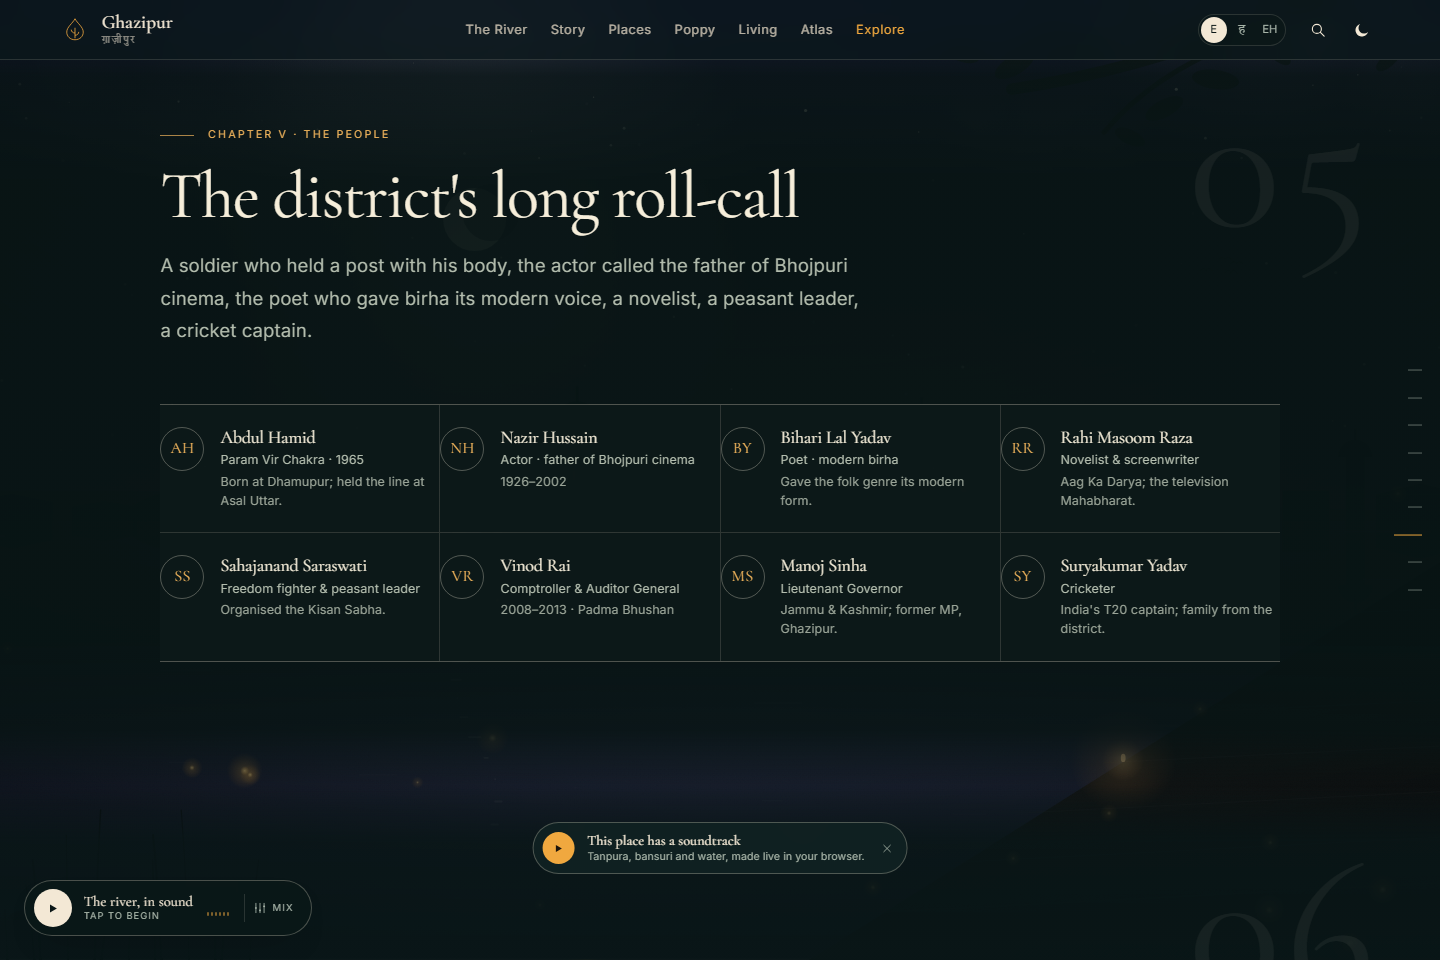 Ghazipur
ग़ाज़ीपुर
The River
Story
Places
Poppy
Living
Atlas
Explore
E
ह
EH
CHAPTER V · THE PEOPLE
05
The district's long roll-call
A soldier who held a post with his body, the actor called the father of Bhojpuri
cinema, the poet who gave birha its modern voice, a novelist, a peasant leader,
a cricket captain.
AH
Abdul Hamid
Param Vir Chakra · 1965
Born at Dhamupur; held the line at
Asal Uttar.
NH
Nazir Hussain
Actor · father of Bhojpuri cinema
1926–2002
BY
Bihari Lal Yadav
Poet · modern birha
Gave the folk genre its modern
form.
RR
Rahi Masoom Raza
Novelist & screenwriter
Aag Ka Darya; the television
Mahabharat.
SS
Sahajanand Saraswati
Freedom fighter & peasant leader
Organised the Kisan Sabha.
VR
Vinod Rai
Comptroller & Auditor General
2008–2013 · Padma Bhushan
MS
Manoj Sinha
Lieutenant Governor
Jammu & Kashmir; former MP,
Ghazipur.
SY
Suryakumar Yadav
Cricketer
India's T20 captain; family from the
district.
This place has a soundtrack
Tanpura, bansuri and water, made live in your browser.
The river, in sound
TAP TO BEGIN
MIX
06